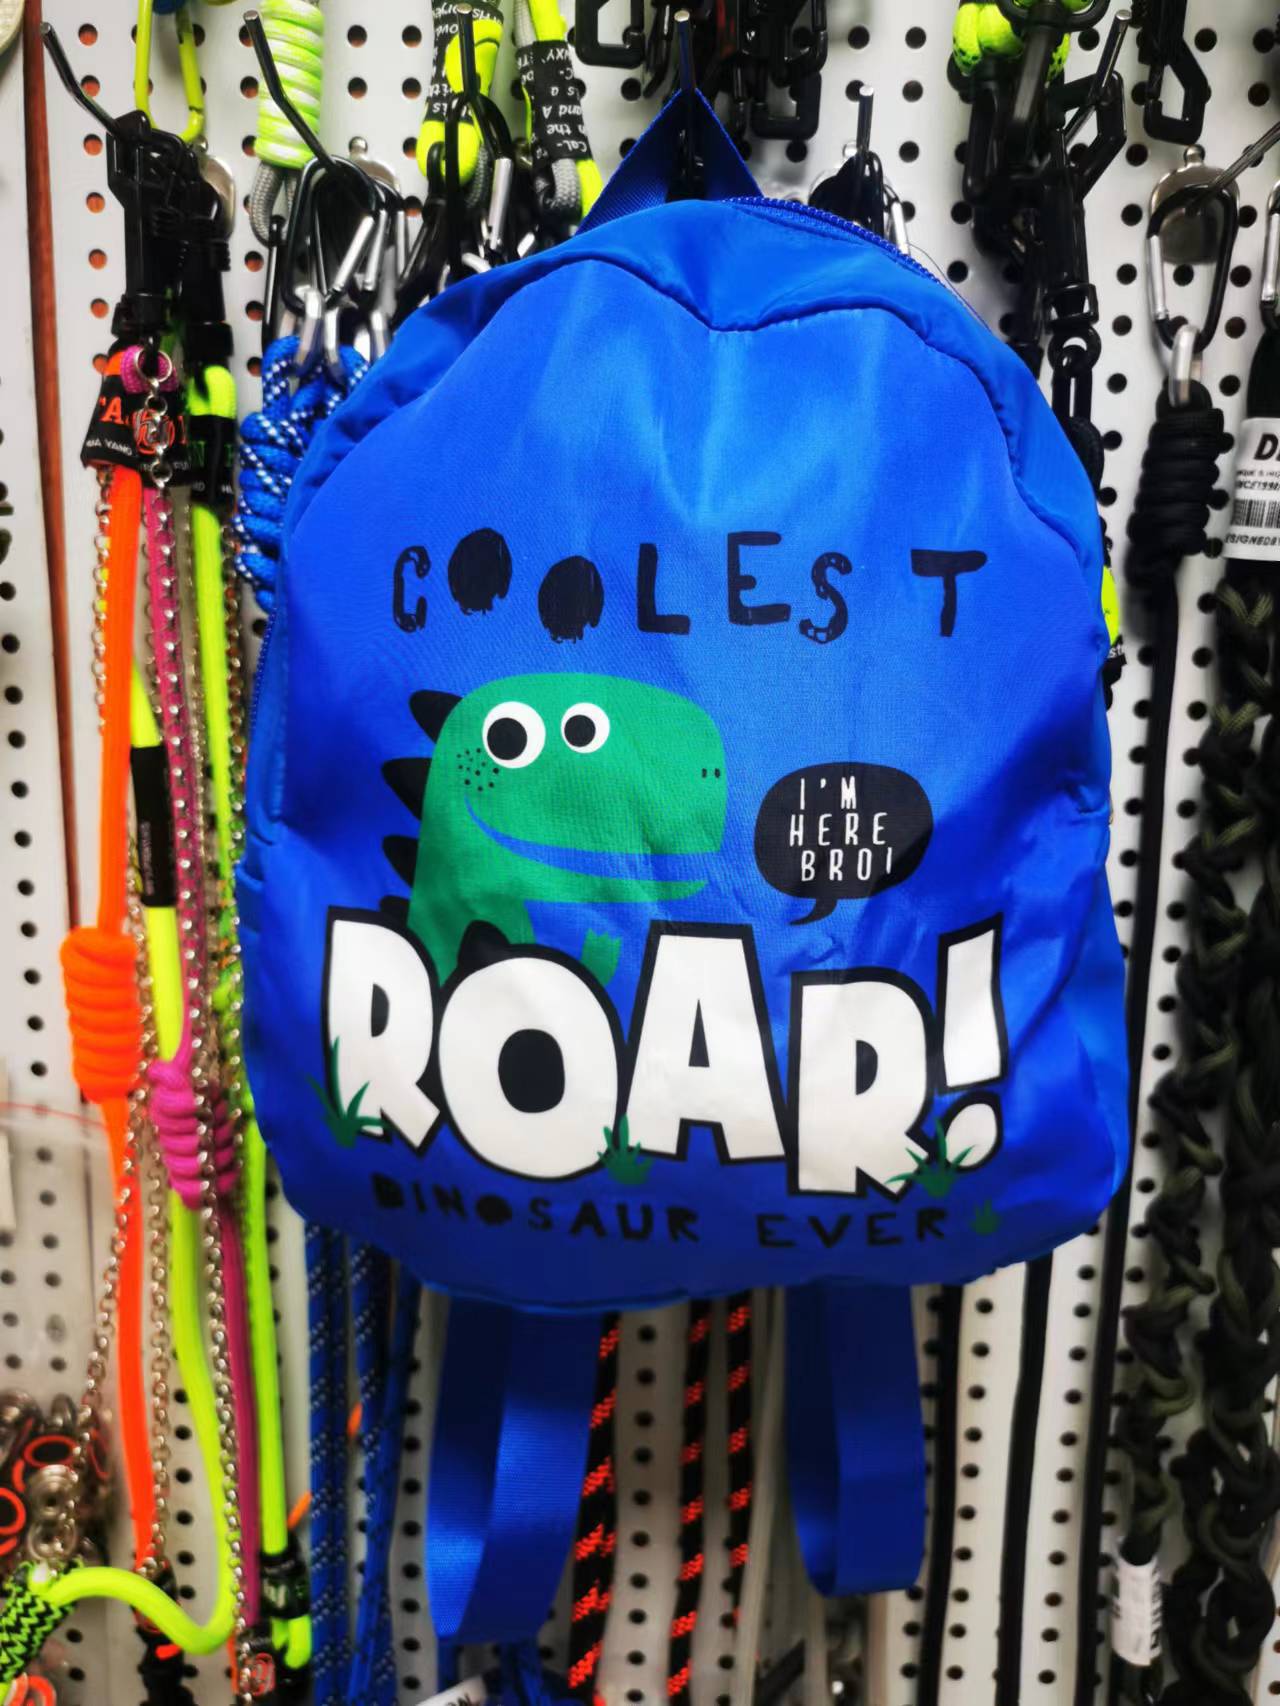 COOLEST
I'M
HERE
BRO!
ROAR!
DINOSAUR EVER